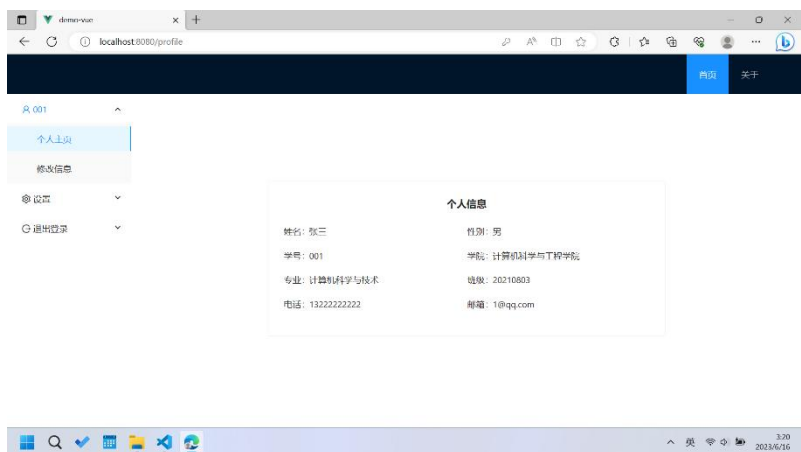 demo-vue
localhost:8080/profile
首页 关于
001
个人主页
修改信息
设置
退出登录
个人信息
姓名：张三 性别：男
学号：001 学院：计算机科学与工程学院
专业：计算机科学与技术 班级：20210803
电话：13222222222 邮箱：1@qq.com
英 3:20
2023/6/16